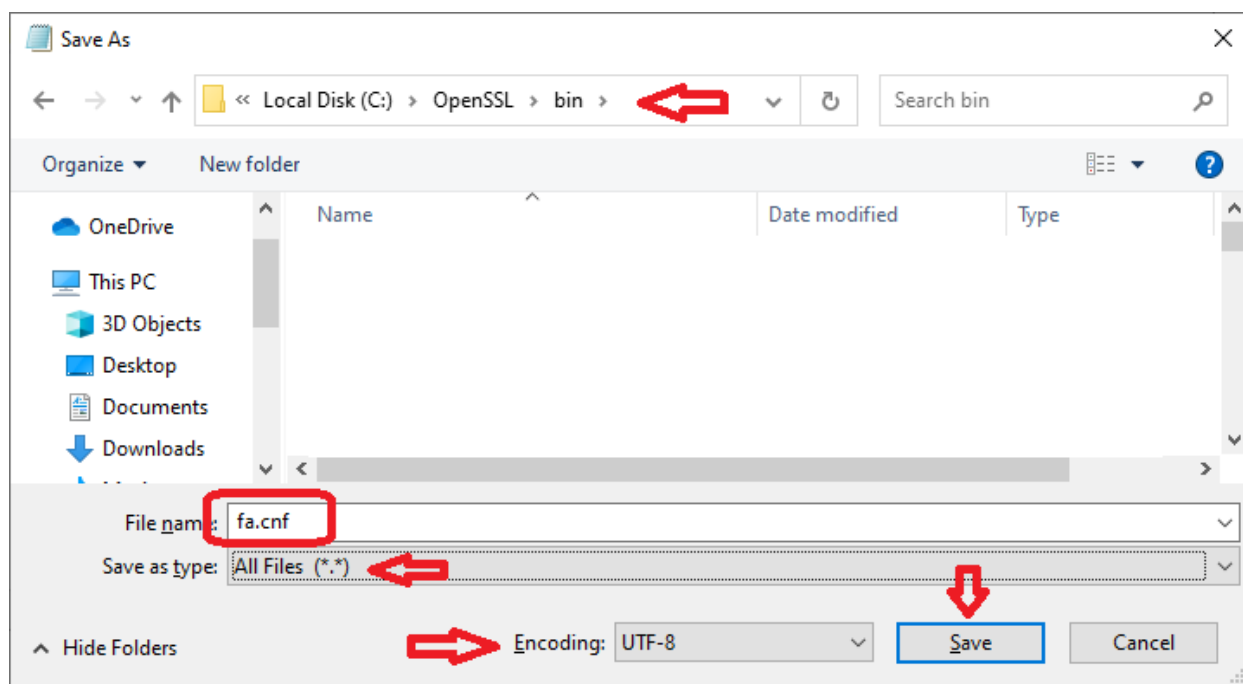 Save As
« Local Disk (C:) > OpenSSL > bin >
Search bin
Organize
New folder
?
Name
Date modified
Type
OneDrive
This PC
3D Objects
Desktop
Documents
Downloads
File name: fa.cnf
Save as type: All Files (*.*)
Hide Folders
Encoding: UTF-8
Save
Cancel